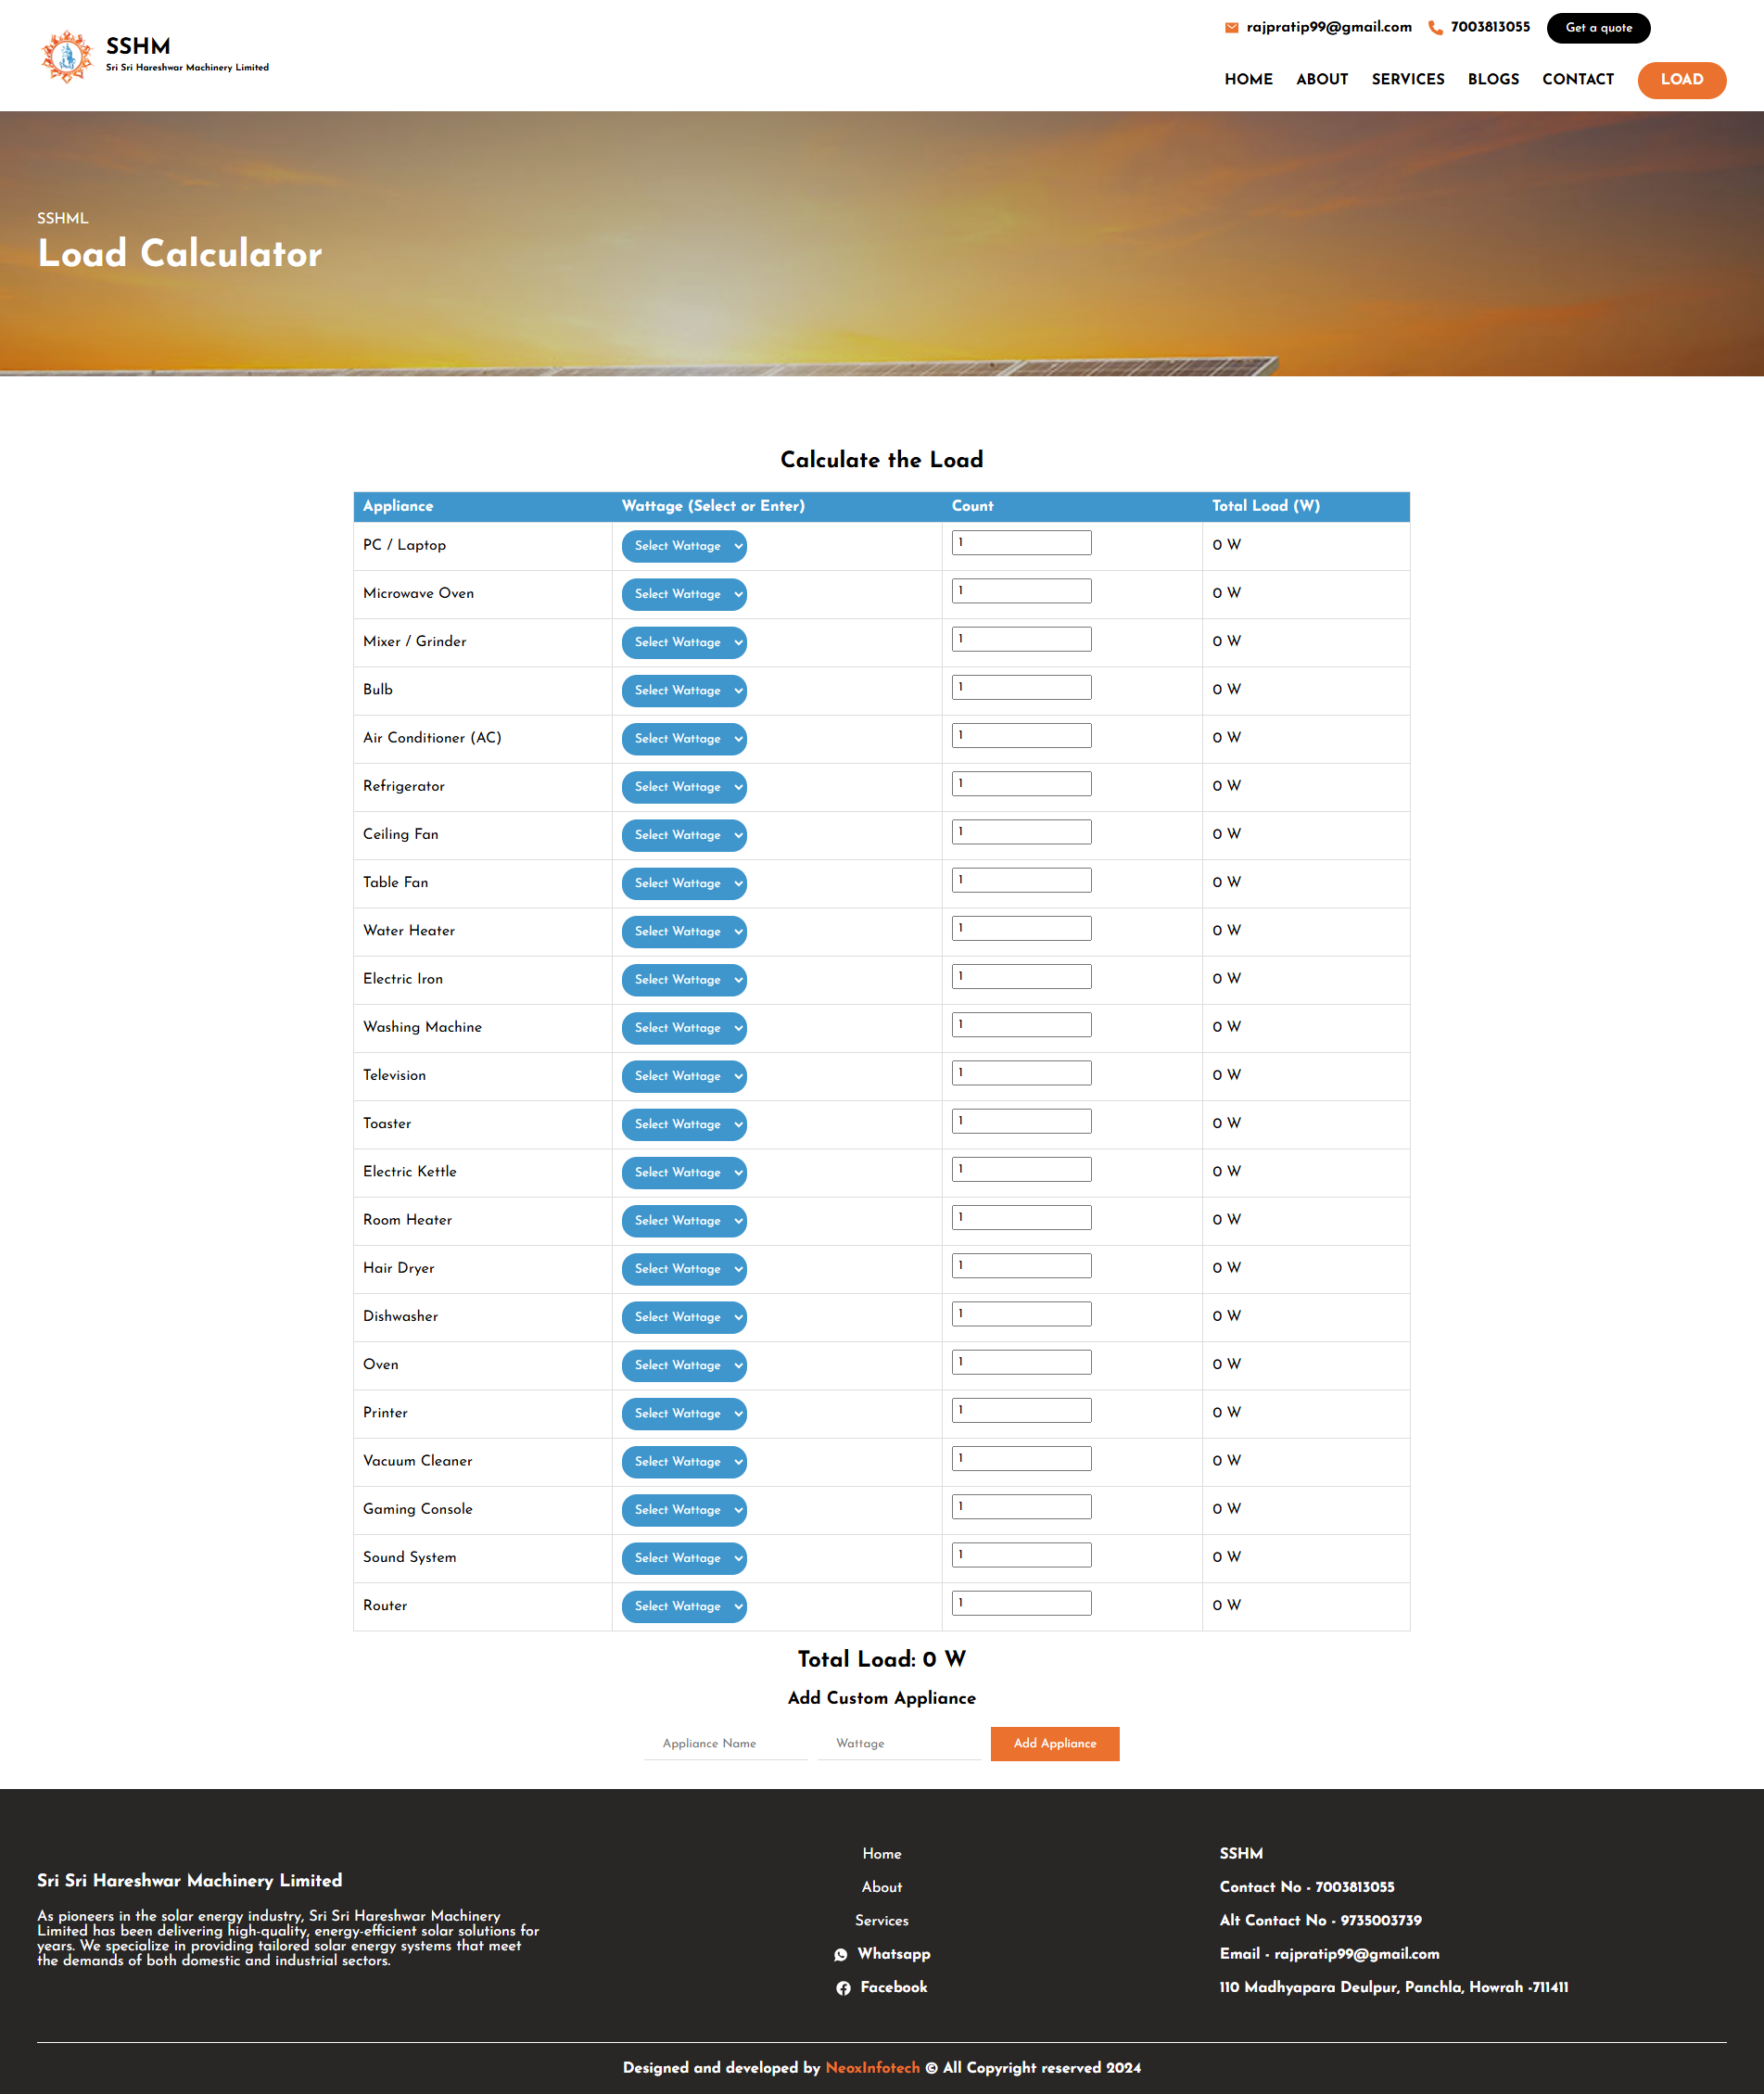 SSHM
Sri Sri Hareshwar Machinery Limited
rajpratip99@gmail.com 7003813055 Get a quote
HOME ABOUT SERVICES BLOGS CONTACT LOAD
SSHML
Load Calculator
Calculate the Load
Appliance Wattage (Select or Enter) Count Total Load (W)
PC / Laptop Select Wattage 1 0 W
Microwave Oven Select Wattage 1 0 W
Mixer / Grinder Select Wattage 1 0 W
Bulb Select Wattage 1 0 W
Air Conditioner (AC) Select Wattage 1 0 W
Refrigerator Select Wattage 1 0 W
Ceiling Fan Select Wattage 1 0 W
Table Fan Select Wattage 1 0 W
Water Heater Select Wattage 1 0 W
Electric Iron Select Wattage 1 0 W
Washing Machine Select Wattage 1 0 W
Television Select Wattage 1 0 W
Toaster Select Wattage 1 0 W
Electric Kettle Select Wattage 1 0 W
Room Heater Select Wattage 1 0 W
Hair Dryer Select Wattage 1 0 W
Dishwasher Select Wattage 1 0 W
Oven Select Wattage 1 0 W
Printer Select Wattage 1 0 W
Vacuum Cleaner Select Wattage 1 0 W
Gaming Console Select Wattage 1 0 W
Sound System Select Wattage 1 0 W
Router Select Wattage 1 0 W
Total Load: 0 W
Add Custom Appliance
Appliance Name Wattage Add Appliance
Sri Sri Hareshwar Machinery Limited
As pioneers in the solar energy industry, Sri Sri Hareshwar Machinery
Limited has been delivering high-quality, energy-efficient solar solutions for
years. We specialize in providing tailored solar energy systems that meet
the demands of both domestic and industrial sectors.
Home
About
Services
Whatsapp
Facebook
SSHM
Contact No - 7003813055
Alt Contact No - 9735003739
Email - rajpratip99@gmail.com
110 Madhyapara Deulpur, Panchla, Howrah -711411
Designed and developed by NeoxInfotech © All Copyright reserved 2024